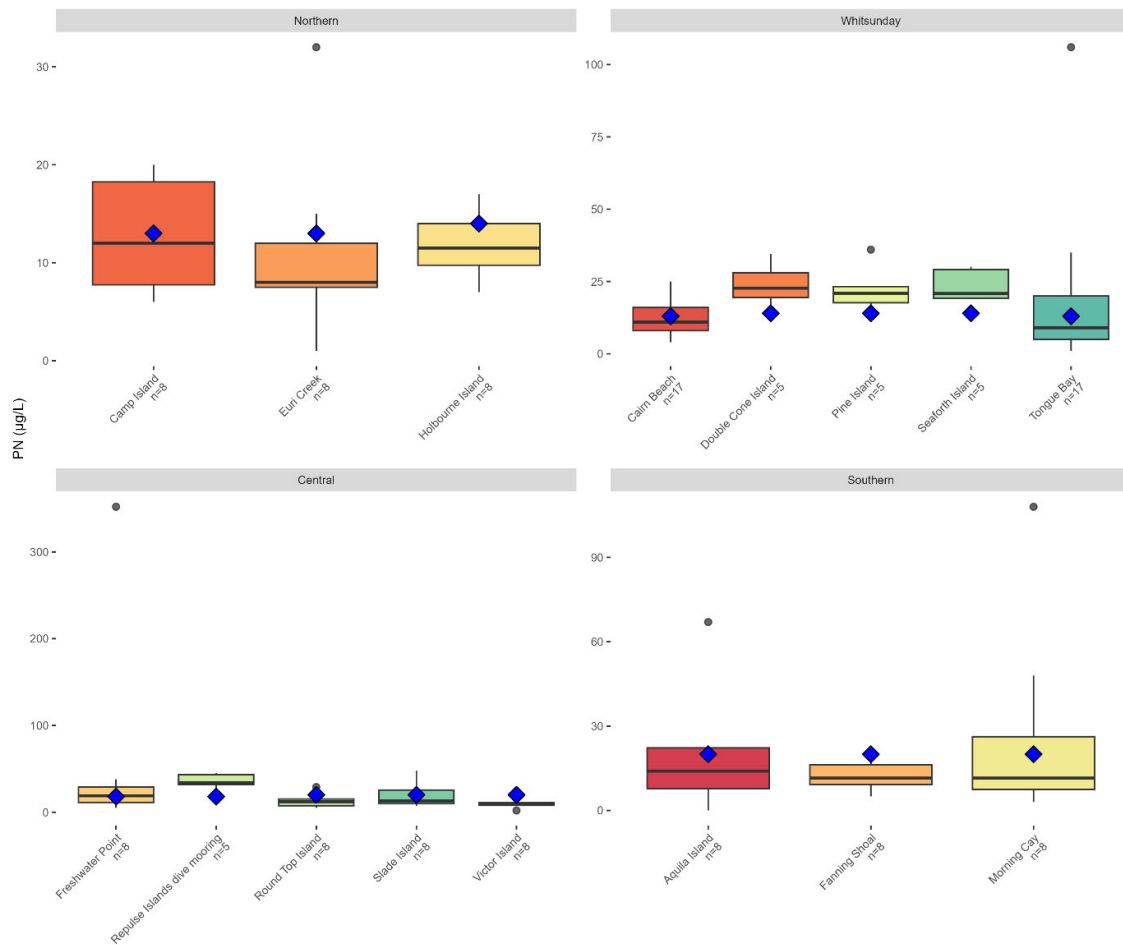 Northern
Whitsunday
30
20
10
0
100
75
50
25
0
Camp Island
n=8
Euri Creek
n=8
Holbourne Island
n=8
Cairn Beach
n=17
Double Cone Island
n=5
Pine Island
n=5
Seaforth Island
n=5
Tongue Bay
n=17
PN (µg/L)
Central
Southern
300
200
100
0
90
60
30
0
Freshwater Point
n=8
Repulse Islands dive mooring
n=5
Round Top Island
n=8
Slade Island
n=8
Victor Island
n=8
Aquila Island
n=8
Fanning Shoal
n=8
Morning Cay
n=8